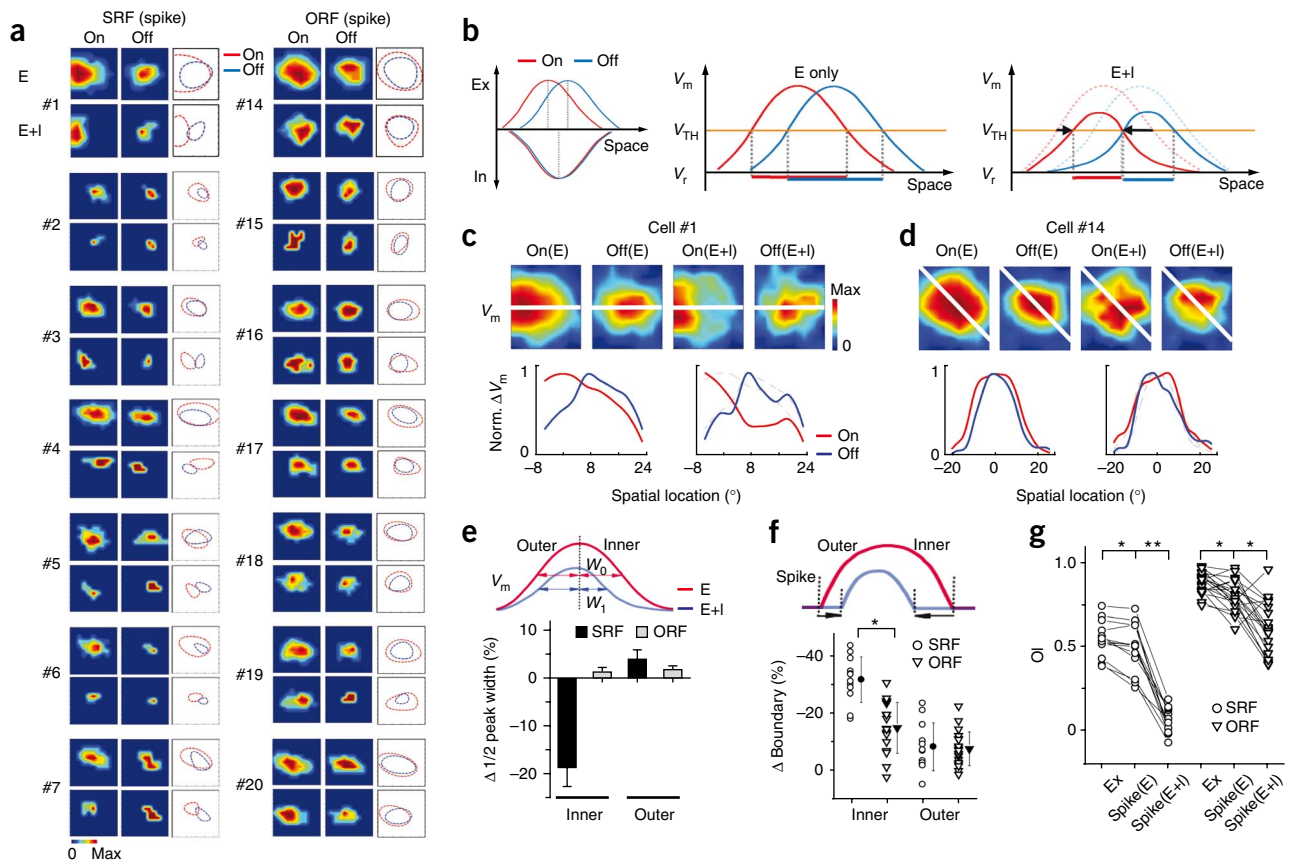 a
SRF (spike)
On Off
ORF (spike)
On Off
On
Off
E
#1
E+I
#14
#2
#15
#3
#16
#4
#17
#5
#18
#6
#19
#7
#20
0 Max
b
On Off
Ex
In
Space
E only
Vm
VTH
Vr
Space
E+I
Vm
VTH
Vr
Space
c
Cell #1
On(E) Off(E) On(E+I) Off(E+I)
Vm
Max
0
Norm. ΔVm
1
0
−8 8 24
1
0
−8 8 24
On
Off
Spatial location (°)
d
Cell #14
On(E) Off(E) On(E+I) Off(E+I)
1
0
−20 0 20
1
0
−20 0 20
Spatial location (°)
e
Outer Inner
Vm
W0
W1
E
E+I
Δ 1/2 peak width (%)
10
0
−10
−20
SRF ORF
Inner Outer
f
Outer Inner
Spike
*
Δ Boundary (%)
−40
−20
0
SRF
ORF
Inner Outer
g
* ** * *
OI
1.0
0.5
0
SRF
ORF
Ex
Spike(E)
Spike(E+I)
Ex
Spike(E)
Spike(E+I)